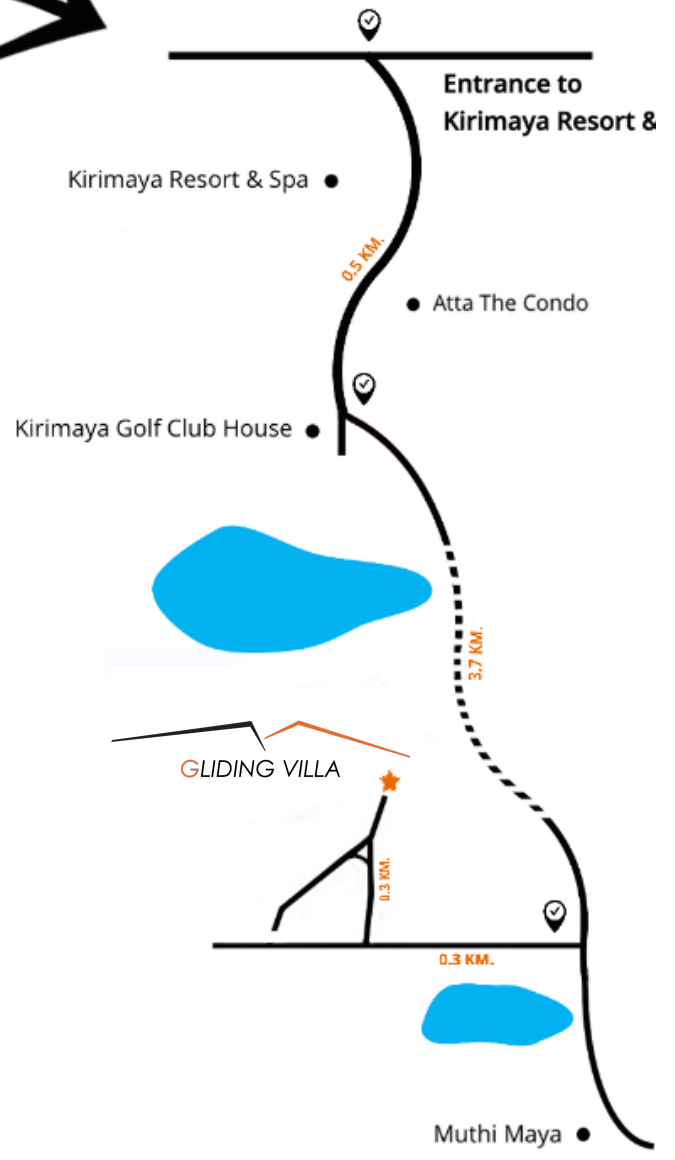 Entrance to
Kirimaya Resort &
Kirimaya Resort & Spa
0.5 KM.
Atta The Condo
Kirimaya Golf Club House
3.7 KM.
GLIDING VILLA
0.3 KM.
0.3 KM.
Muthi Maya